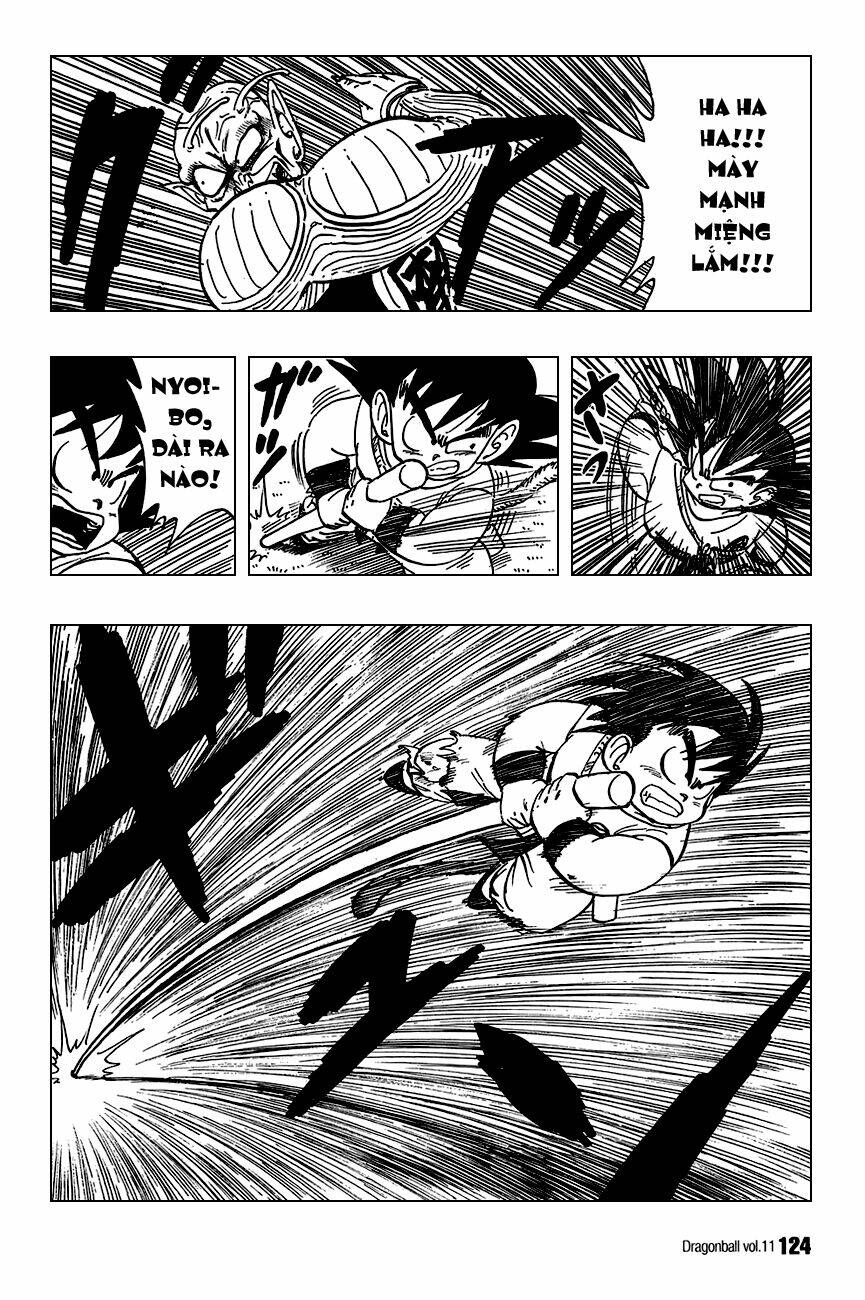 HA HA
HA!!!
MÀY
MẠNH
MIỆNG
LẮM!!!
NYOI-
BO,
DÀI RA
NÀO!
Dragonball vol.11 124